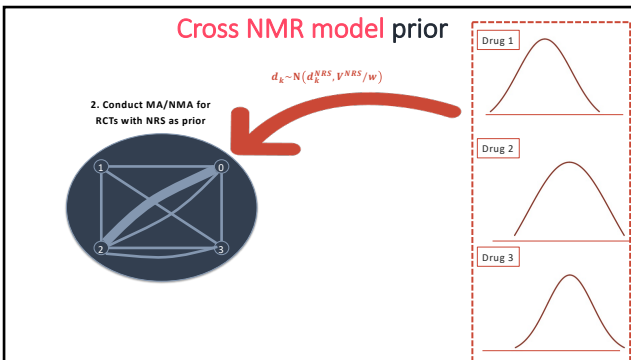 Cross NMR model prior
Drug 1
d_k~N(d_k^NRS, V^NRS/w)
2. Conduct MA/NMA for
RCTs with NRS as prior
Drug 2
1
0
2
3
Drug 3